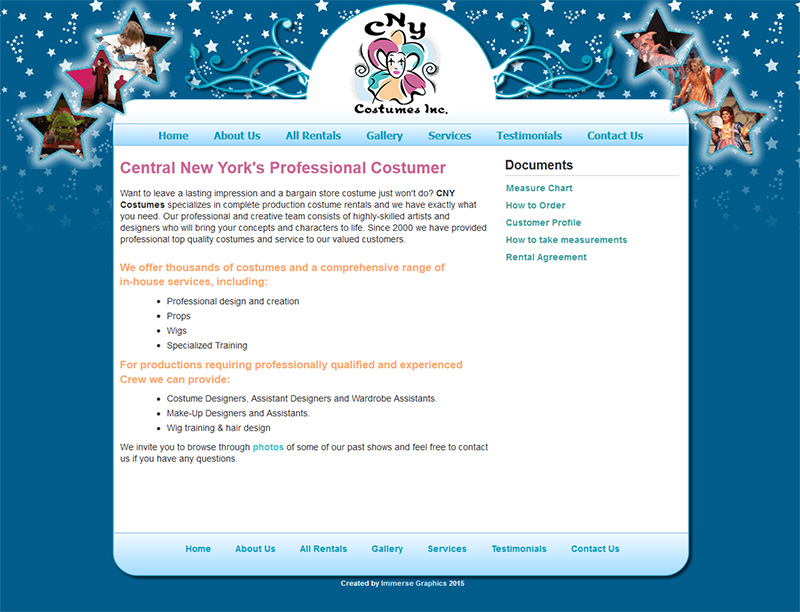 CNY
Costumes Inc.
Home About Us All Rentals Gallery Services Testimonials Contact Us
Central New York's Professional Costumer
Want to leave a lasting impression and a bargain store costume just won't do? CNY
Costumes specializes in complete production costume rentals and we have exactly what
you need. Our professional and creative team consists of highly-skilled artists and
designers who will bring your concepts and characters to life. Since 2000 we have provided
professional top quality costumes and service to our valued customers.
We offer thousands of costumes and a comprehensive range of
in-house services, including:
• Professional design and creation
• Props
• Wigs
• Specialized Training
For productions requiring professionally qualified and experienced
Crew we can provide:
• Costume Designers, Assistant Designers and Wardrobe Assistants.
• Make-Up Designers and Assistants.
• Wig training & hair design
We invite you to browse through photos of some of our past shows and feel free to contact
us if you have any questions.
Documents
Measure Chart
How to Order
Customer Profile
How to take measurements
Rental Agreement
Home About Us All Rentals Gallery Services Testimonials Contact Us
Created by Immerse Graphics 2015